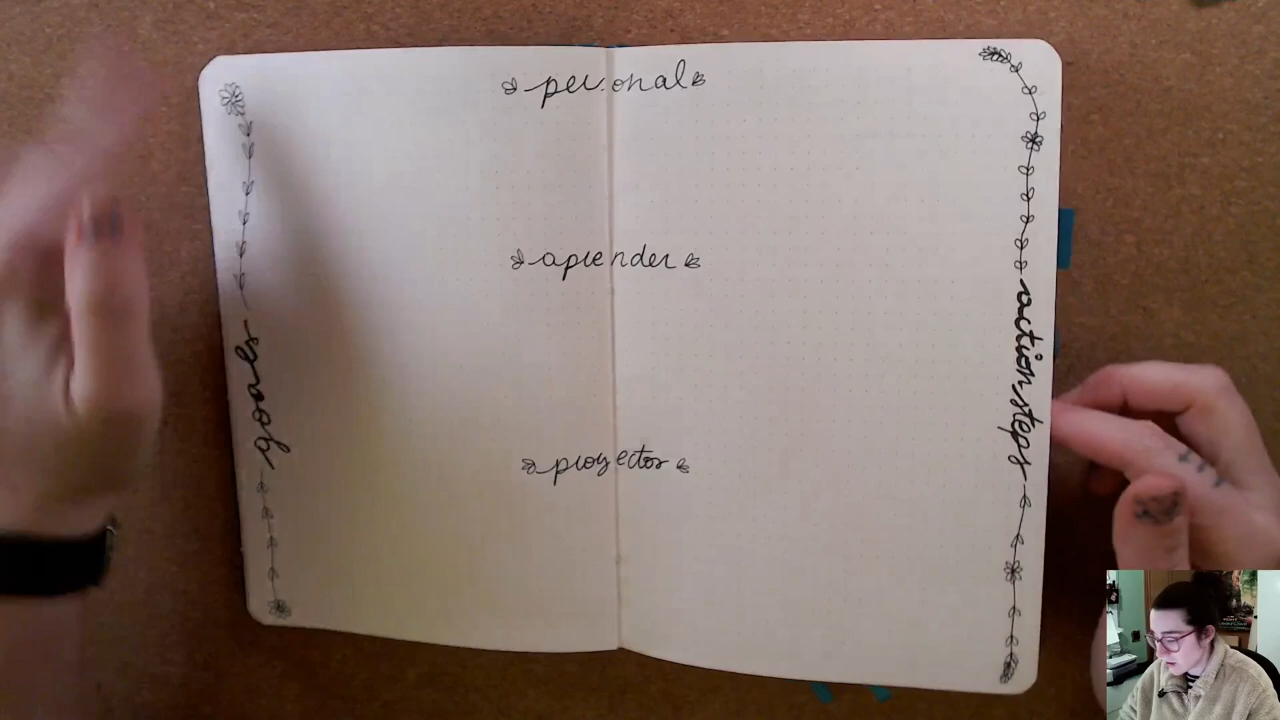 personal
aprender
proyectos
goals
action steps